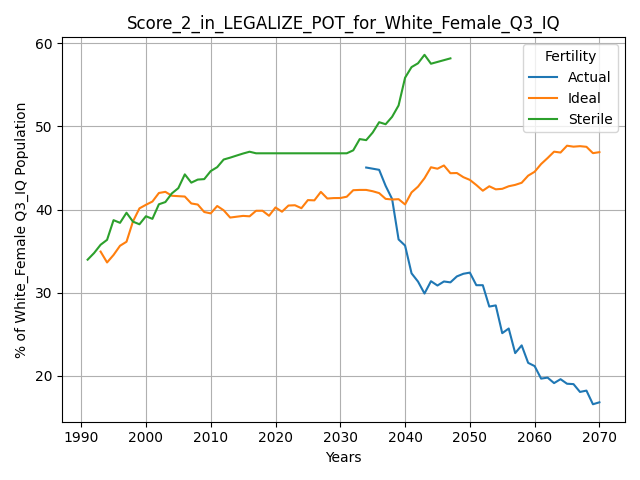 Score_2_in_LEGALIZE_POT_for_White_Female_Q3_IQ
% of White_Female Q3_IQ Population
60
50
40
30
20
Fertility
Actual
Ideal
Sterile
1990 2000 2010 2020 2030 2040 2050 2060 2070
Years